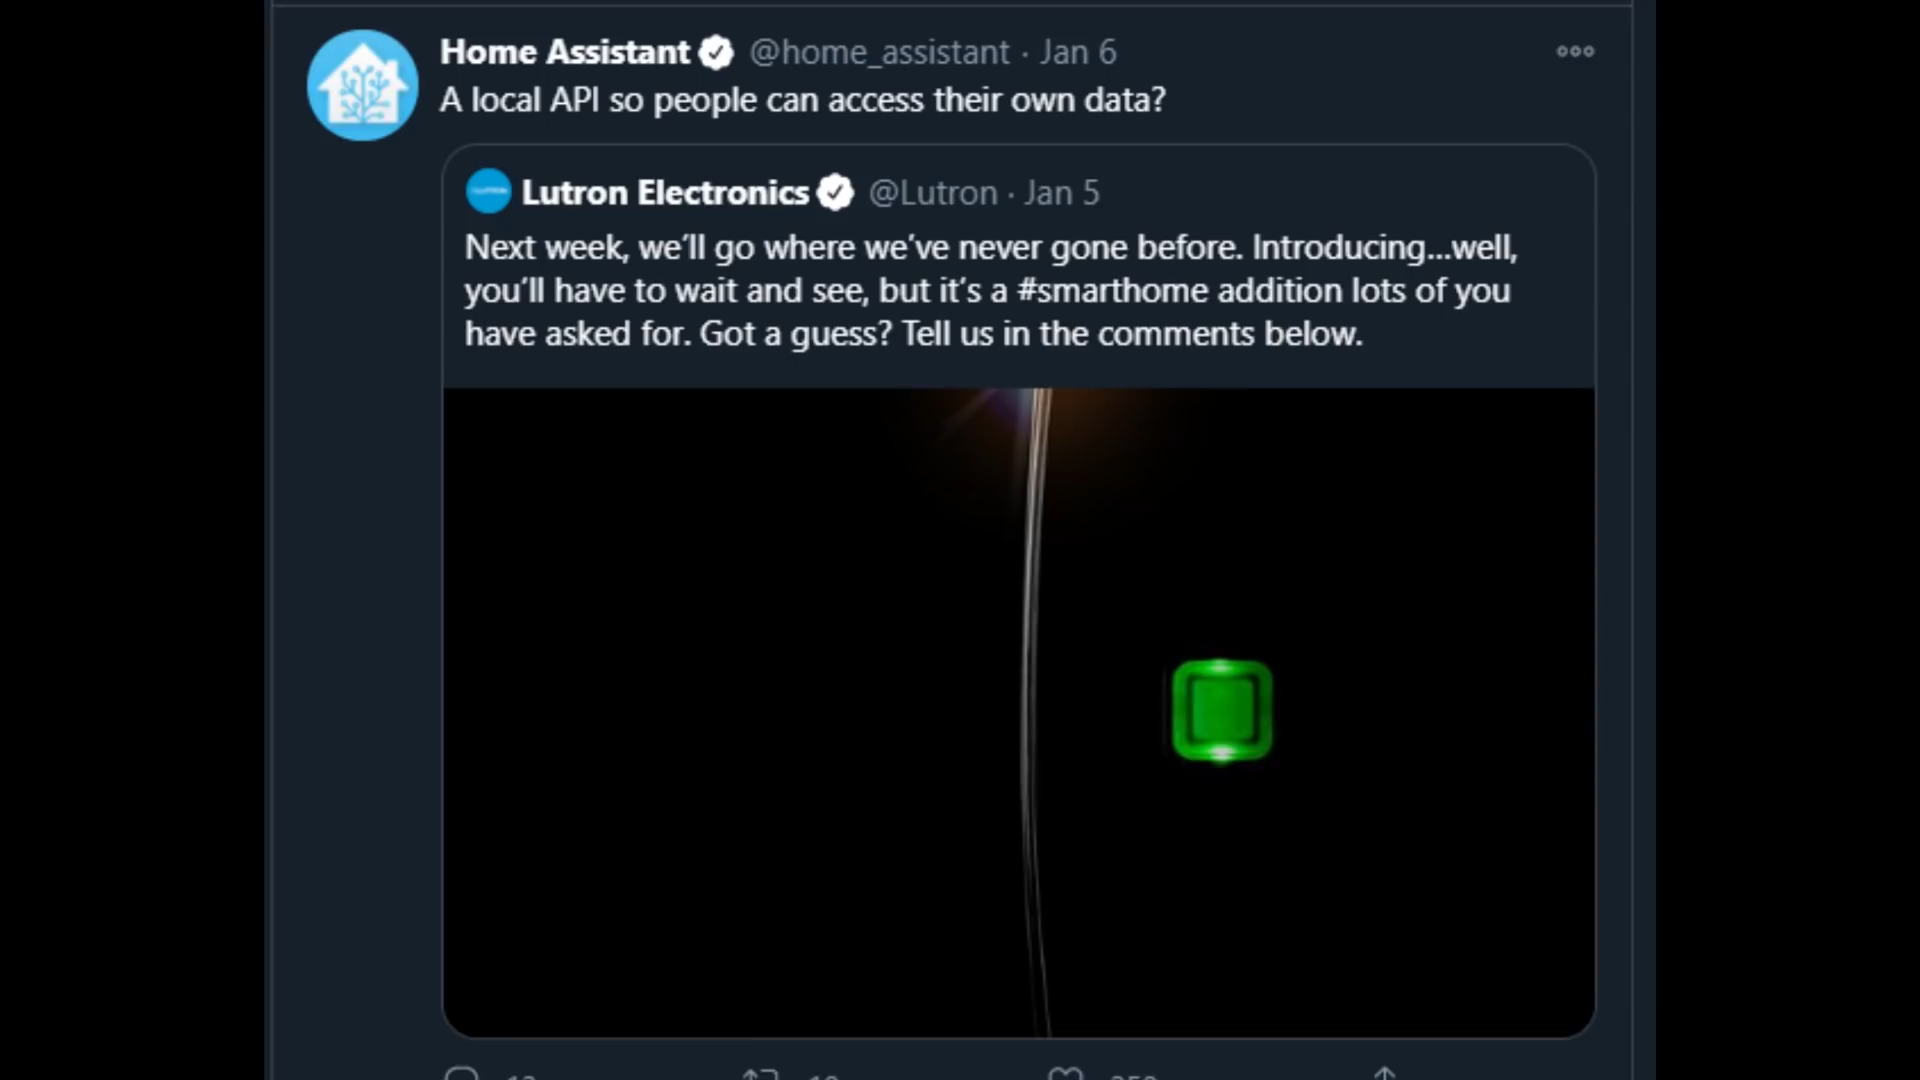 Home Assistant @home_assistant · Jan 6
A local API so people can access their own data?
Lutron Electronics @Lutron · Jan 5
Next week, we’ll go where we’ve never gone before. Introducing...well,
you’ll have to wait and see, but it’s a #smarthome addition lots of you
have asked for. Got a guess? Tell us in the comments below.